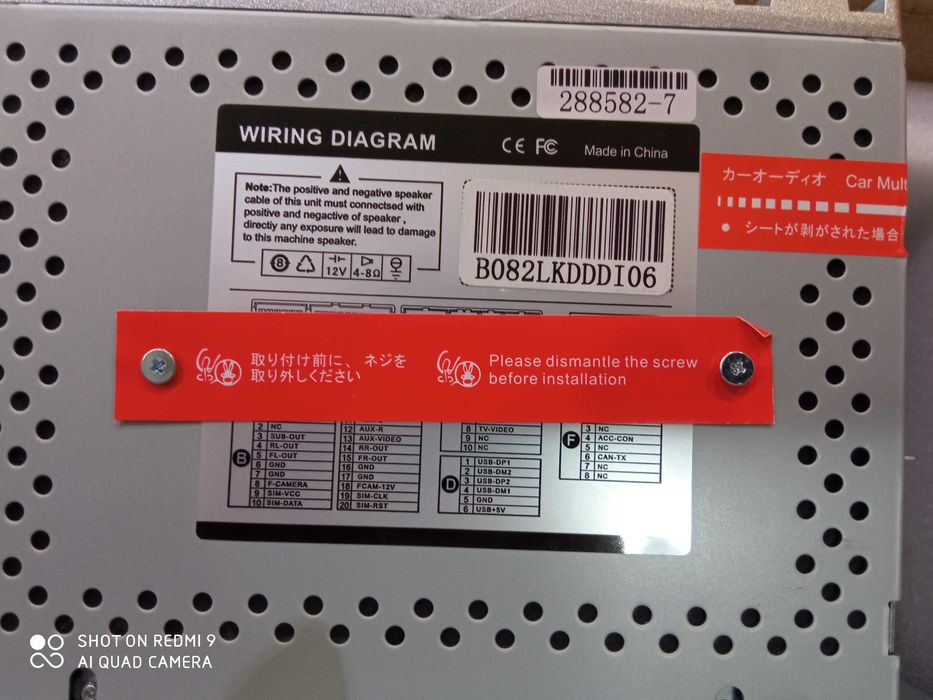 288582-7
WIRING DIAGRAM
CE FC
Made in China
カーオーディオ Car Mult
● シートが剥がされた場合
Note:The positive and negative speaker
cable of this unit must connectsed with
positive and negactive of speaker ,
directiy any exposure will lead to damage
to this machine speaker.
8
12V
4-8Ω
B082LKDDDI06
取り付け前に、ネジを
取り外しください
Please dismantle the screw
before installation
B
2 NC
3 SUB-OUT
4 RL-OUT
5 FL-OUT
6 GND
7 GND
8 F-CAMERA
9 SIM-VCC
10 SIM-DATA
12 AUX-R
13 AUX-VIDEO
14 RR-OUT
15 FR-OUT
16 GND
17 GND
18 FCAM-12V
19 SIM-CLK
20 SIM-RST
8 TV-VIDEO
9 NC
10 NC
D
1 USB-DP1
2 USB-DM2
3 USB-DP2
4 USB-DM1
5 GND
6 USB+5V
F
3 NC
4 ACC-CON
5 NC
6 CAN-TX
7 NC
8 NC
SHOT ON REDMI 9
AI QUAD CAMERA